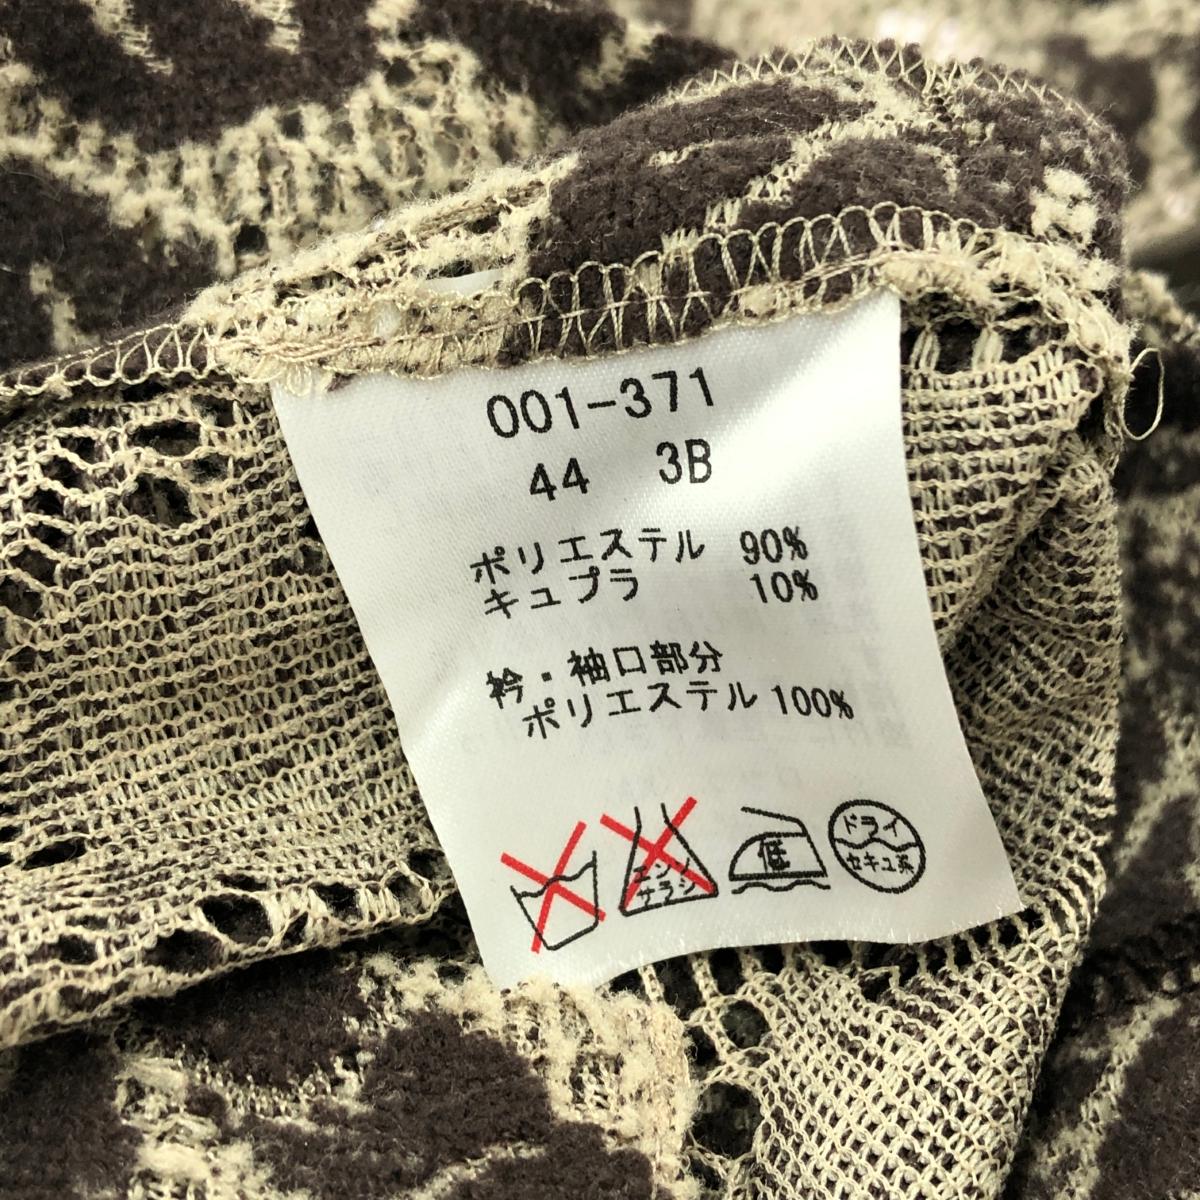 001-371
44 3B
ポリエステル 90%
キュプラ 10%
衿・袖口部分
ポリエステル 100%
エンソサラシ
低
ドライ
セキユ系